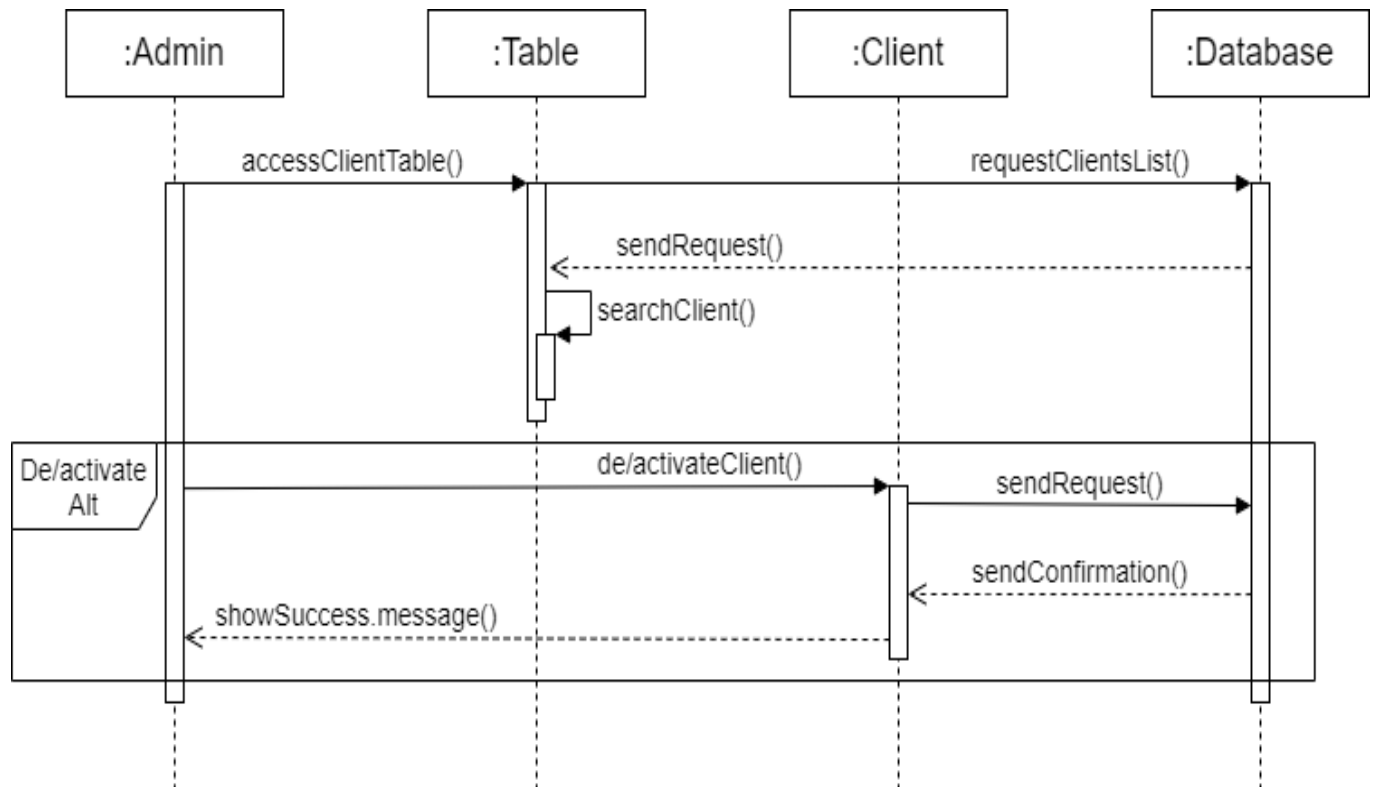 :Admin
:Table
:Client
:Database
accessClientTable()
requestClientsList()
sendRequest()
searchClient()
De/activate
Alt
de/activateClient()
sendRequest()
sendConfirmation()
showSuccess.message()